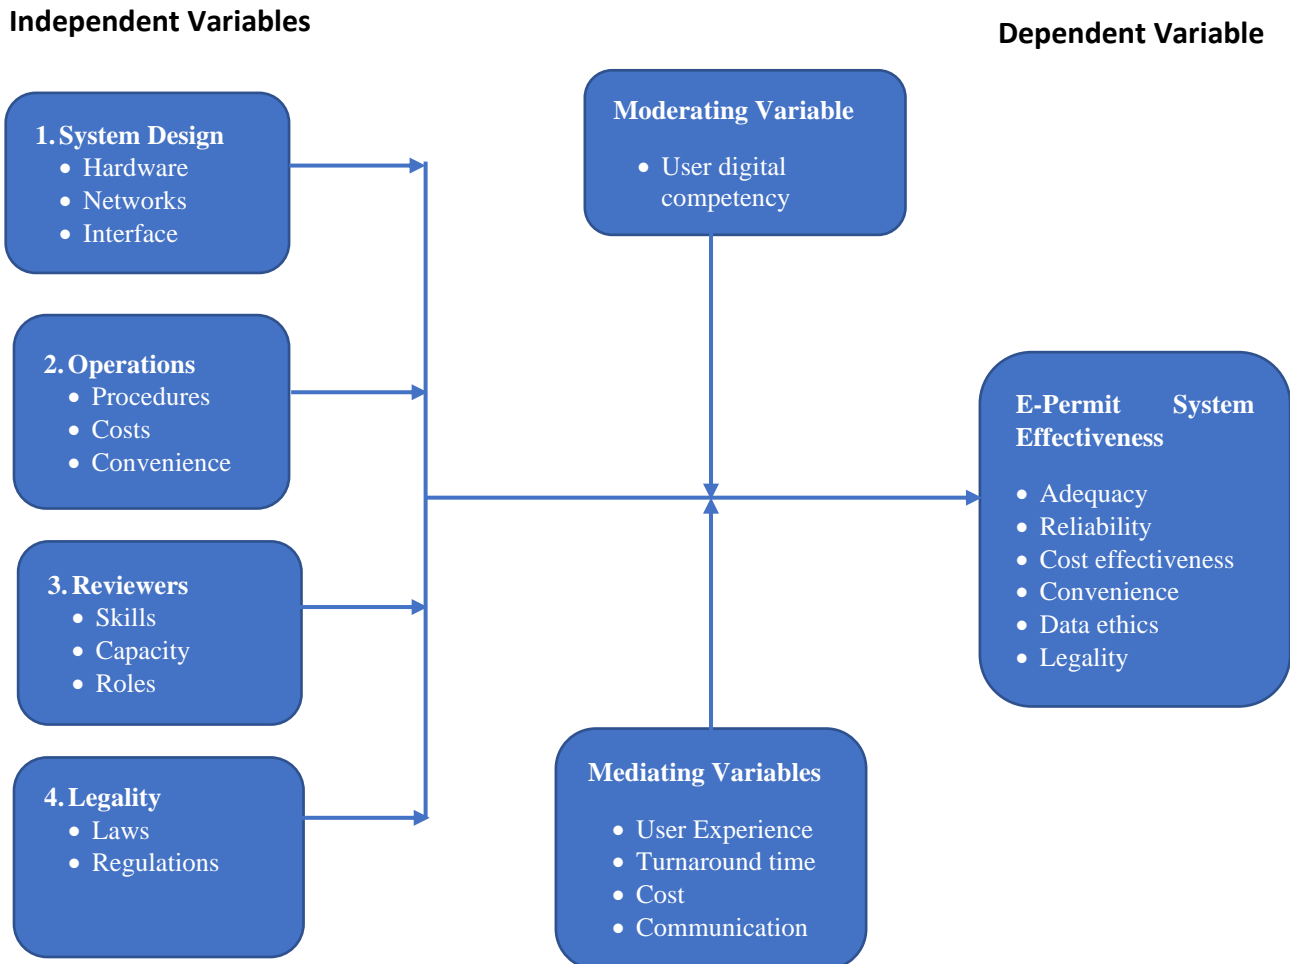 Independent Variables
Dependent Variable
1. System Design
• Hardware
• Networks
• Interface
2. Operations
• Procedures
• Costs
• Convenience
3. Reviewers
• Skills
• Capacity
• Roles
4. Legality
• Laws
• Regulations
Moderating Variable
• User digital
competency
Mediating Variables
• User Experience
• Turnaround time
• Cost
• Communication
E-Permit System
Effectiveness
• Adequacy
• Reliability
• Cost effectiveness
• Convenience
• Data ethics
• Legality